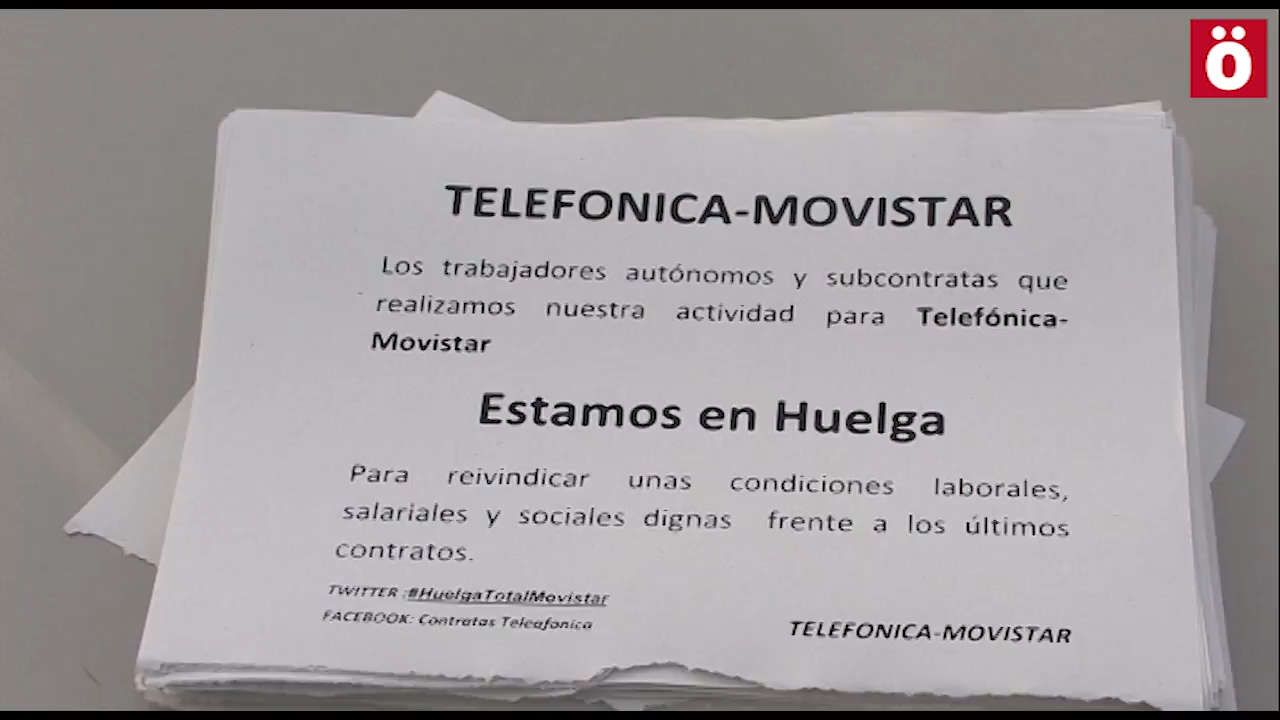 Ö
TELEFONICA-MOVISTAR
Los trabajadores autónomos y subcontratas que
realizamos nuestra actividad para Telefónica-
Movistar
Estamos en Huelga
Para reivindicar unas condiciones laborales,
salariales y sociales dignas frente a los últimos
contratos.
TWITTER :#HuelgaTotalMovistar
FACEBOOK: Contratas Teleafonica
TELEFONICA-MOVISTAR